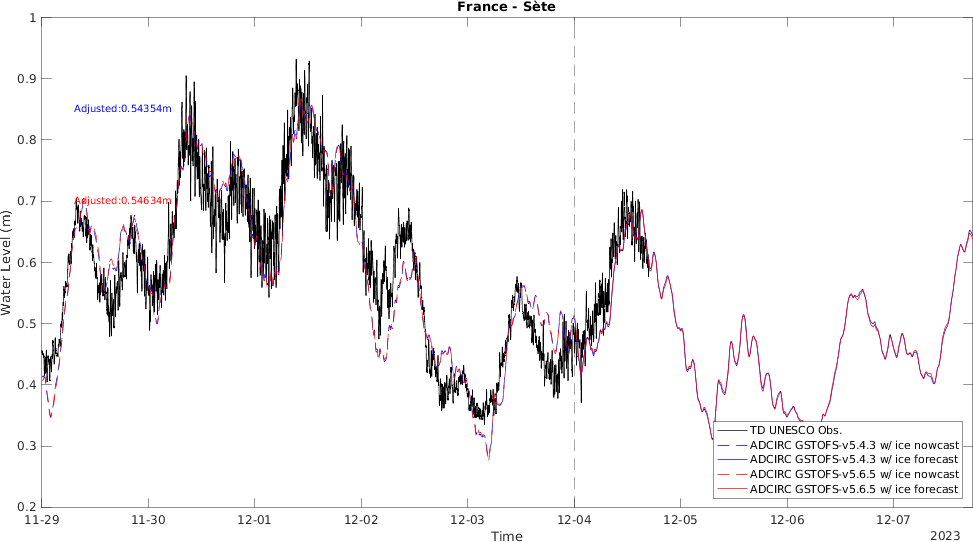 France - Sète
1
0.9
0.8
0.7
0.6
0.5
0.4
0.3
0.2
Water Level (m)
Adjusted:0.54354m
Adjusted:0.54634m
TD UNESCO Obs.
ADCIRC GSTOFS-v5.4.3 w/ ice nowcast
ADCIRC GSTOFS-v5.4.3 w/ ice forecast
ADCIRC GSTOFS-v5.6.5 w/ ice nowcast
ADCIRC GSTOFS-v5.6.5 w/ ice forecast
11-29 11-30 12-01 12-02 12-03 12-04 12-05 12-06 12-07
Time
2023